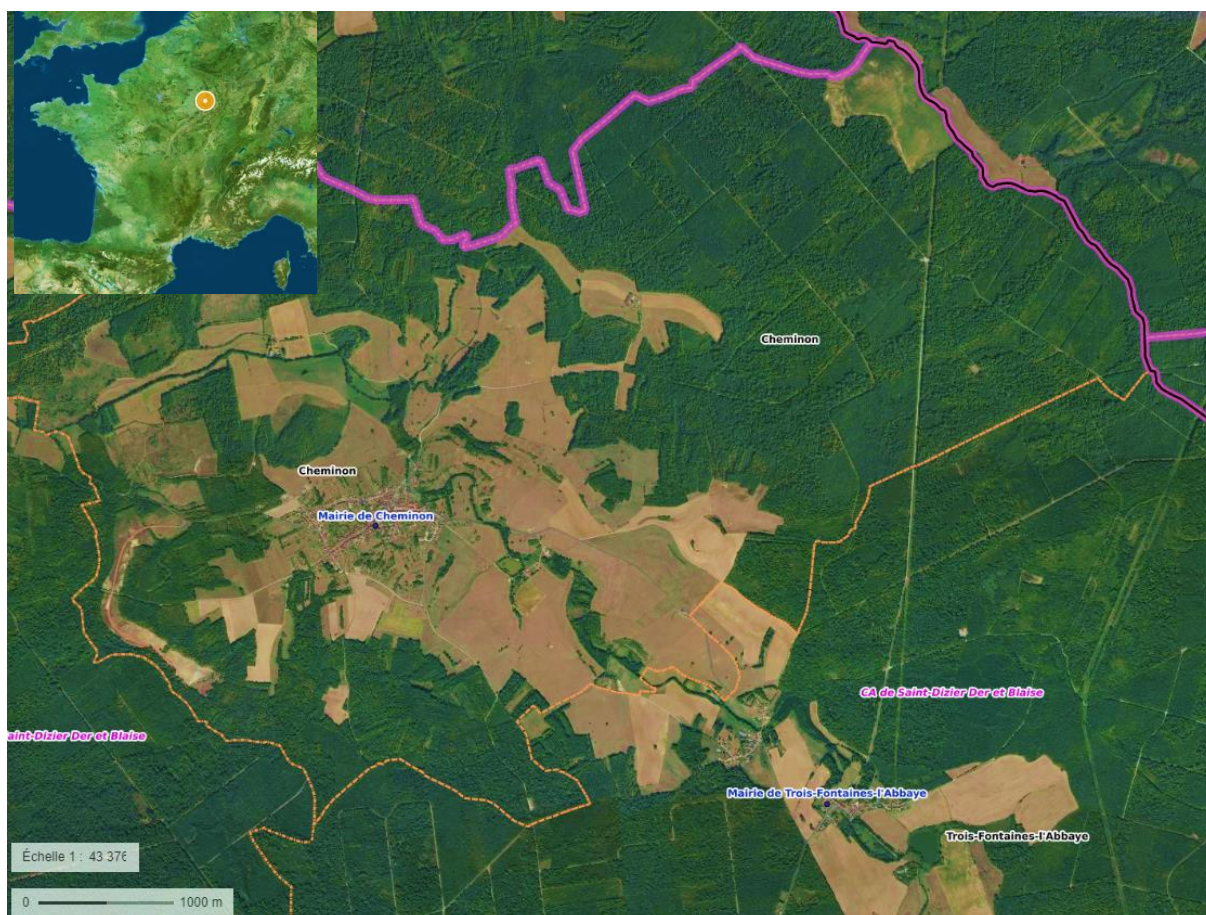 Cheminon
Cheminon
Mairie de Cheminon
CA de Saint-Dizier Der et Blaise
aint-Dizier Der et Blaise
Mairie de Trois-Fontaines-l'Abbaye
Trois-Fontaines-l'Abbaye
Échelle 1 : 43 376
0 1000 m